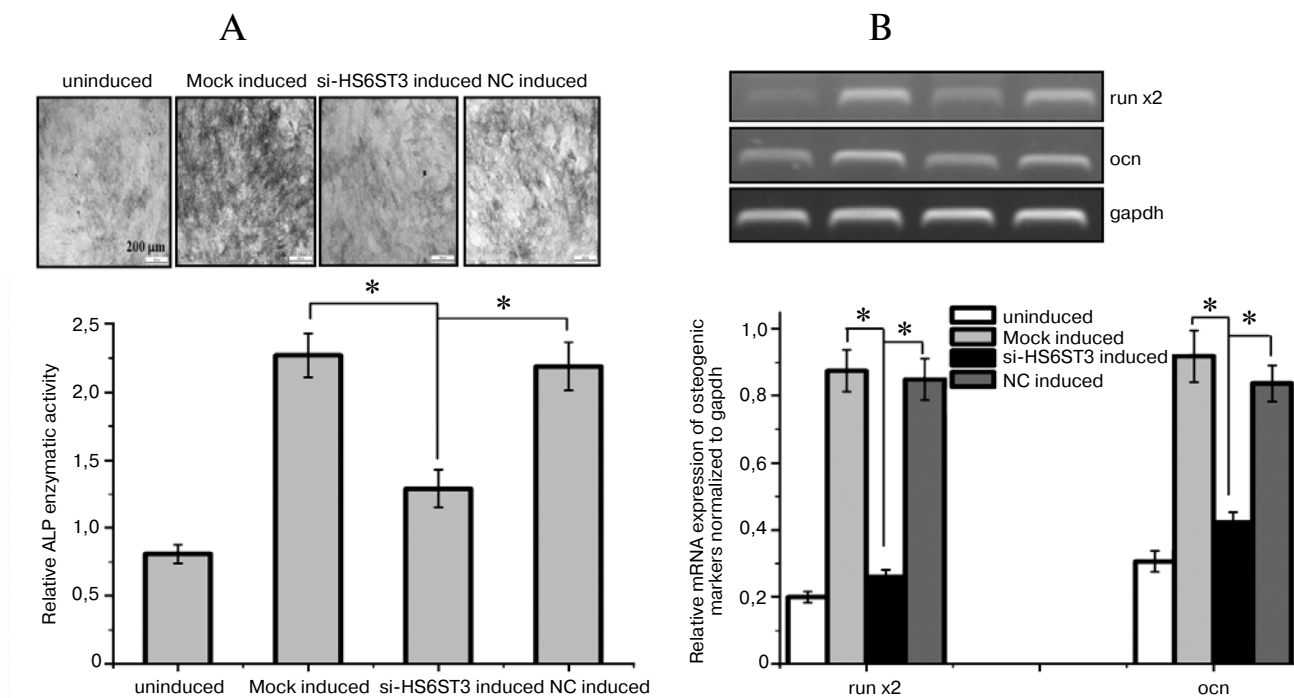 A
uninduced Mock induced si-HS6ST3 induced NC induced
200 µm
*
*
2,5
2,0
1,5
1,0
0,5
0
Relative ALP enzymatic activity
uninduced Mock induced si-HS6ST3 induced NC induced
B
run x2
ocn
gapdh
* *
* *
uninduced
Mock induced
si-HS6ST3 induced
NC induced
1,0
0,8
0,6
0,4
0,2
0
Relative mRNA expression of osteogenic
markers normalized to gapdh
run x2 ocn